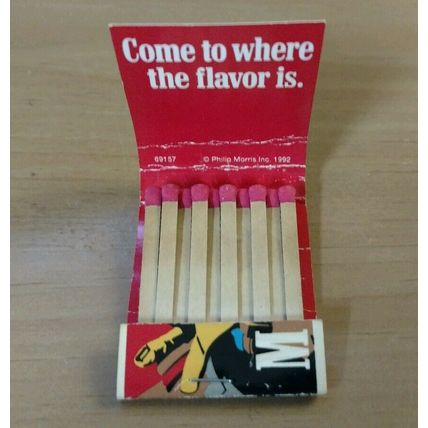 Come to where
the flavor is.
69157 © Philip Morris Inc. 1992
M